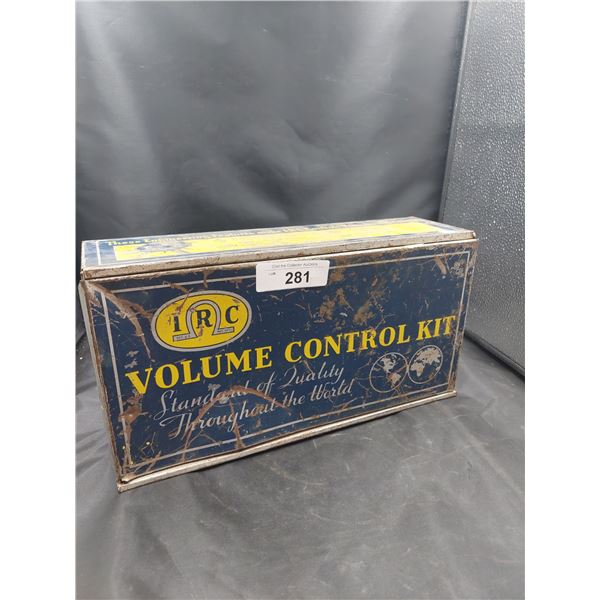 281
IRC
VOLUME CONTROL KIT
Standard of Quality
Throughout the World